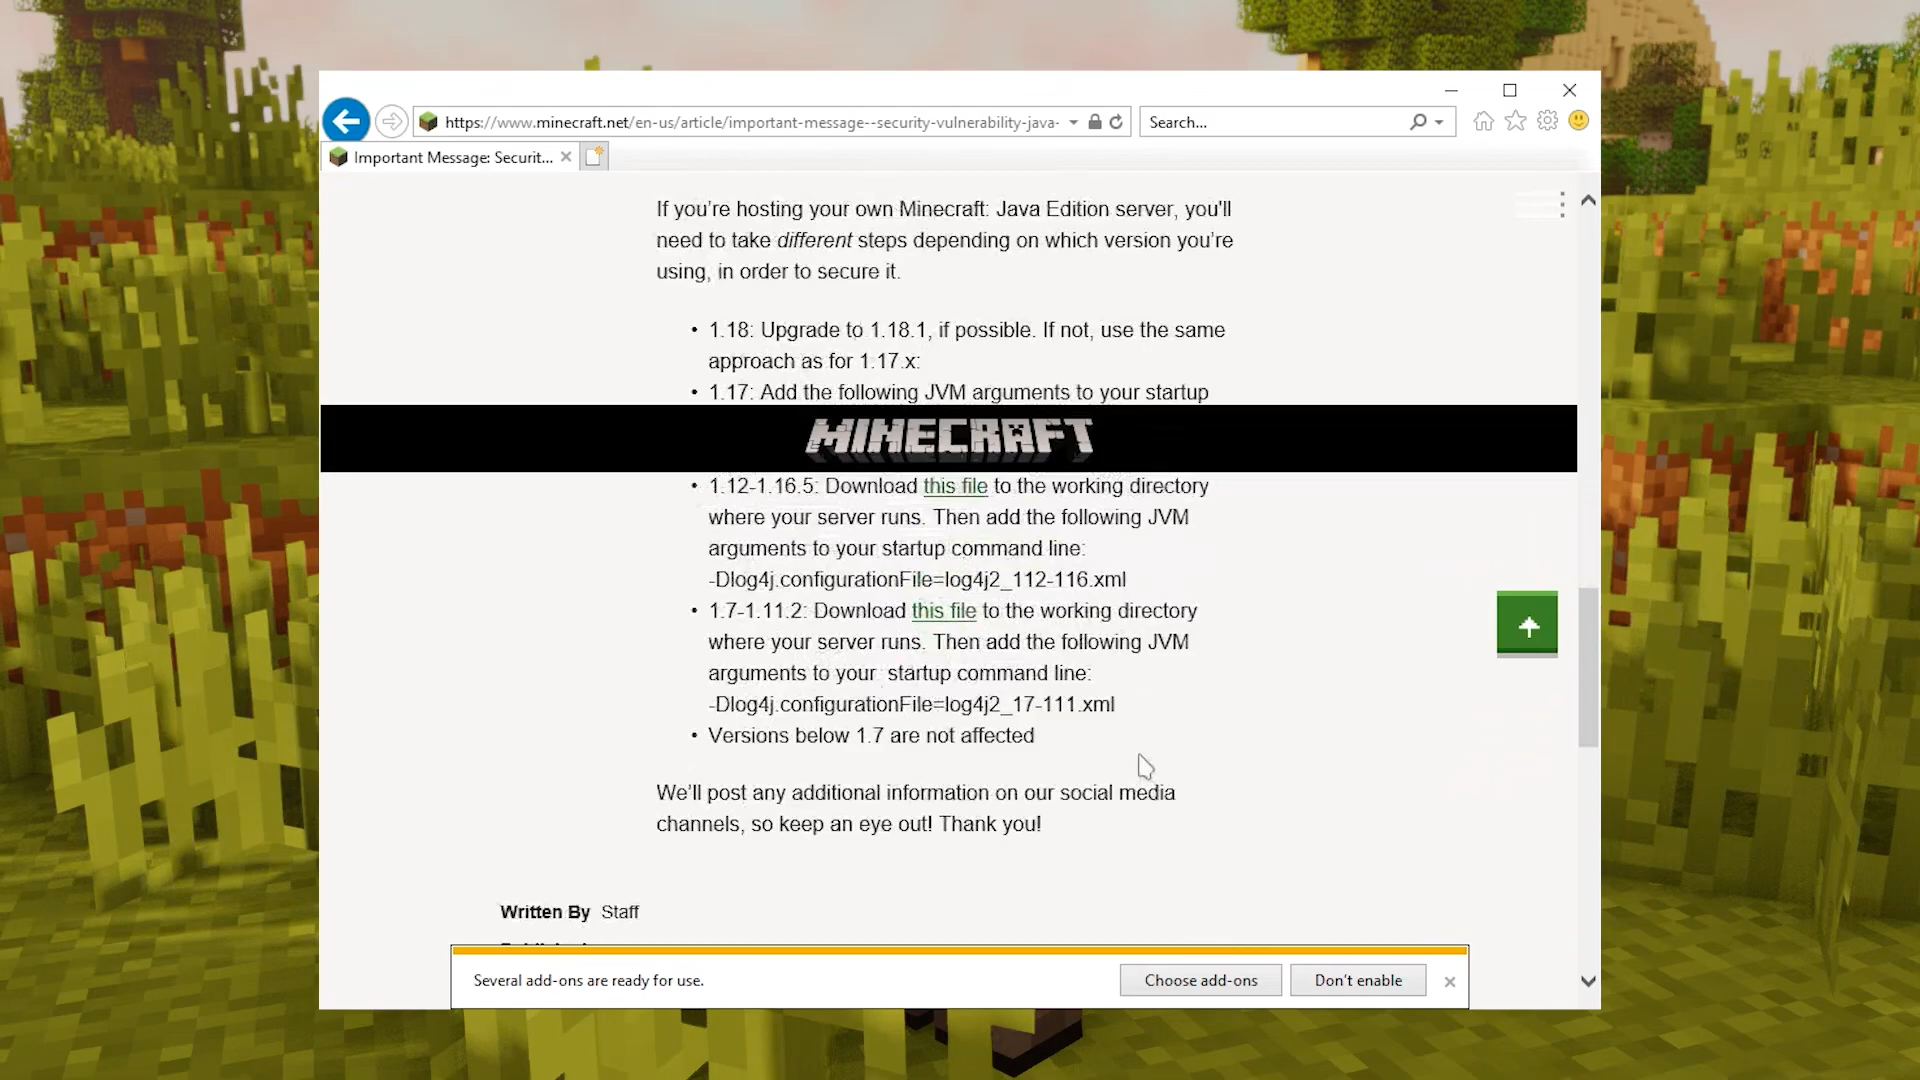 https://www.minecraft.net/en-us/article/important-message--security-vulnerability-java-
Search...
Important Message: Securit...
If you're hosting your own Minecraft: Java Edition server, you'll
need to take different steps depending on which version you're
using, in order to secure it.
• 1.18: Upgrade to 1.18.1, if possible. If not, use the same
approach as for 1.17.x:
• 1.17: Add the following JVM arguments to your startup
MINECRAFT
• 1.12-1.16.5: Download this file to the working directory
where your server runs. Then add the following JVM
arguments to your startup command line:
-Dlog4j.configurationFile=log4j2_112-116.xml
• 1.7-1.11.2: Download this file to the working directory
where your server runs. Then add the following JVM
arguments to your startup command line:
-Dlog4j.configurationFile=log4j2_17-111.xml
• Versions below 1.7 are not affected
We'll post any additional information on our social media
channels, so keep an eye out! Thank you!
Written By Staff
Several add-ons are ready for use.
Choose add-ons
Don't enable